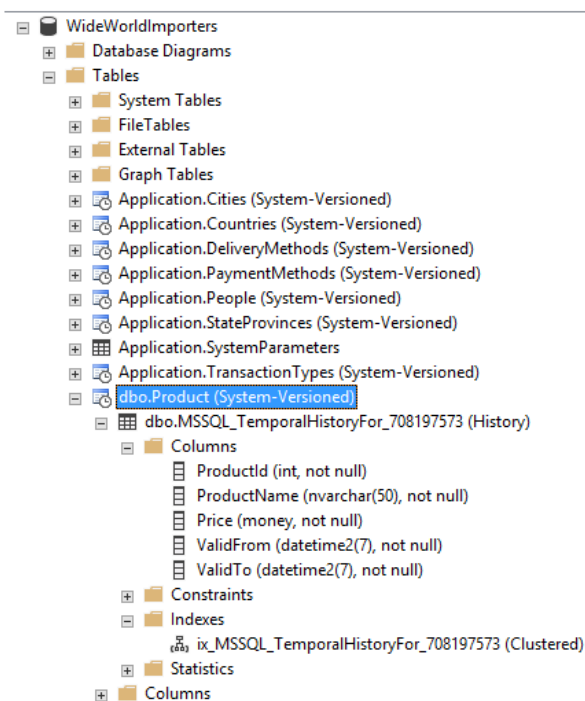 WideWorldImporters
Database Diagrams
Tables
System Tables
FileTables
External Tables
Graph Tables
Application.Cities (System-Versioned)
Application.Countries (System-Versioned)
Application.DeliveryMethods (System-Versioned)
Application.PaymentMethods (System-Versioned)
Application.People (System-Versioned)
Application.StateProvinces (System-Versioned)
Application.SystemParameters
Application.TransactionTypes (System-Versioned)
dbo.Product (System-Versioned)
dbo.MSSQL_TemporalHistoryFor_708197573 (History)
Columns
ProductId (int, not null)
ProductName (nvarchar(50), not null)
Price (money, not null)
ValidFrom (datetime2(7), not null)
ValidTo (datetime2(7), not null)
Constraints
Indexes
ix_MSSQL_TemporalHistoryFor_708197573 (Clustered)
Statistics
Columns